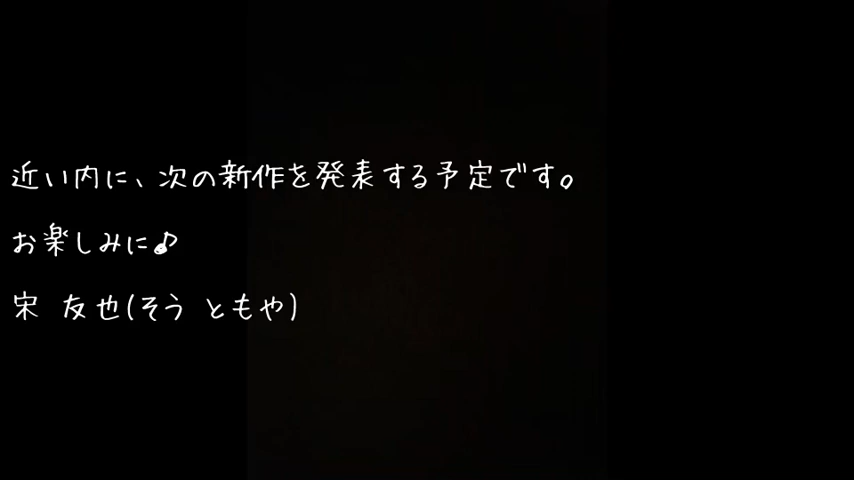 近い内に、次の新作を発表する予定です。
お楽しみに♪
宋 友也(そう ともや)